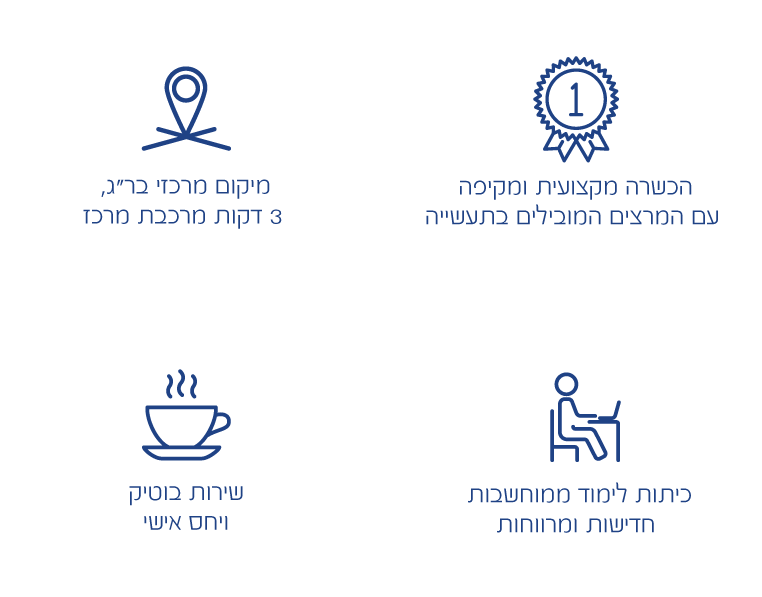 1
הכשרה מקצועית ומקיפה
עם המרצים המובילים בתעשייה
מיקום מרכזי בר״ג,
3 דקות מרכבת מרכז
כיתות לימוד ממוחשבות
חדישות ומרווחות
שירות בוטיק
ויחס אישי